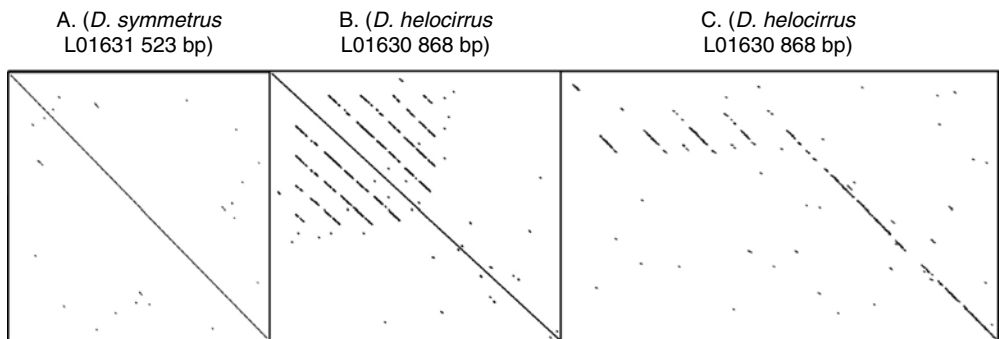 A. (D. symmetrus
L01631 523 bp)
B. (D. helocirrus
L01630 868 bp)
C. (D. helocirrus
L01630 868 bp)